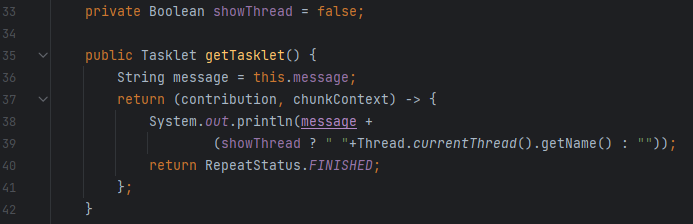 33 private Boolean showThread = false;
34
35 public Tasklet getTasklet() {
36 String message = this.message;
37 return (contribution, chunkContext) -> {
38 System.out.println(message +
39 (showThread ? " "+Thread.currentThread().getName() : ""));
40 return RepeatStatus.FINISHED;
41 };
42 }